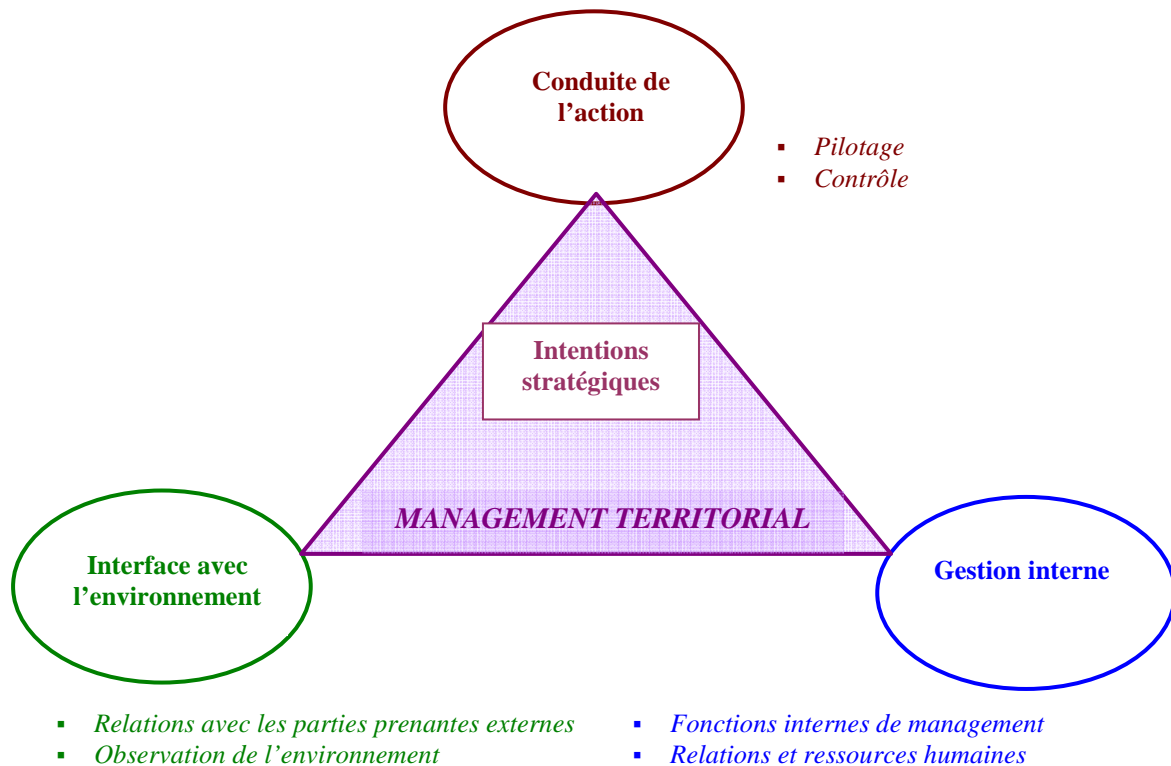 Conduite de
l’action
▪ Pilotage
▪ Contrôle
Intentions
stratégiques
MANAGEMENT TERRITORIAL
Interface avec
l’environnement
Gestion interne
▪ Relations avec les parties prenantes externes
▪ Observation de l’environnement
▪ Fonctions internes de management
▪ Relations et ressources humaines